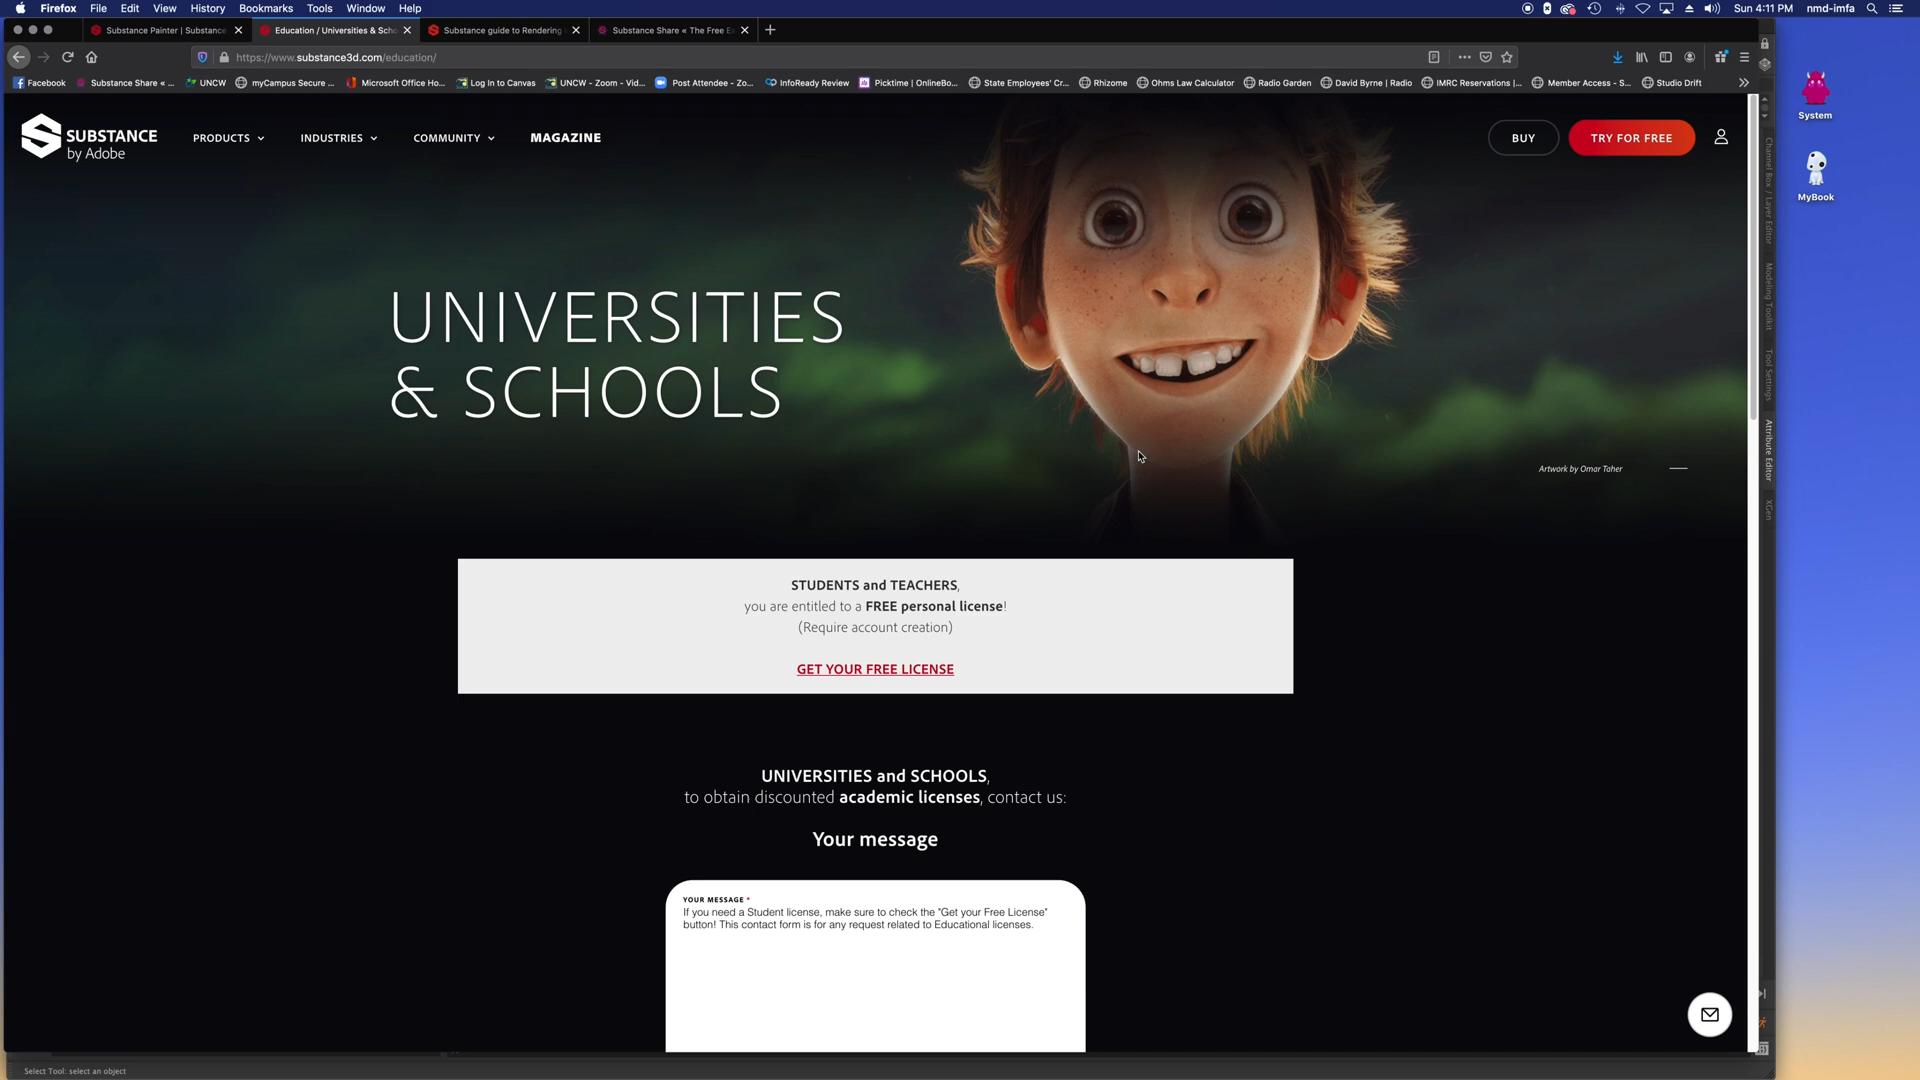 Firefox File Edit View History Bookmarks Tools Window Help
Sun 4:11 PM nmd-imfa
Substance Painter | Substance
Education / Universities & Scho
Substance guide to Rendering
Substance Share « The Free Ex
https://www.substance3d.com/education/
Facebook
Substance Share « ...
UNCW
myCampus Secure ...
Microsoft Office Ho...
Log In to Canvas
UNCW - Zoom - Vid...
Post Attendee - Zo...
InfoReady Review
Picktime | OnlineBo...
State Employees' Cr...
Rhizome
Ohms Law Calculator
Radio Garden
David Byrne | Radio
IMRC Reservations |...
Member Access - S...
Studio Drift
System
MyBook
SUBSTANCE
by Adobe
PRODUCTS
INDUSTRIES
COMMUNITY
MAGAZINE
BUY
TRY FOR FREE
Channel Box / Layer Editor
Modeling Toolkit
Tool Settings
Attribute Editor
XGen
UNIVERSITIES
& SCHOOLS
Artwork by Omar Taher
STUDENTS and TEACHERS,
you are entitled to a FREE personal license!
(Require account creation)
GET YOUR FREE LICENSE
UNIVERSITIES and SCHOOLS,
to obtain discounted academic licenses, contact us:
Your message
YOUR MESSAGE *
If you need a Student license, make sure to check the "Get your Free License"
button! This contact form is for any request related to Educational licenses.
Select Tool: select an object